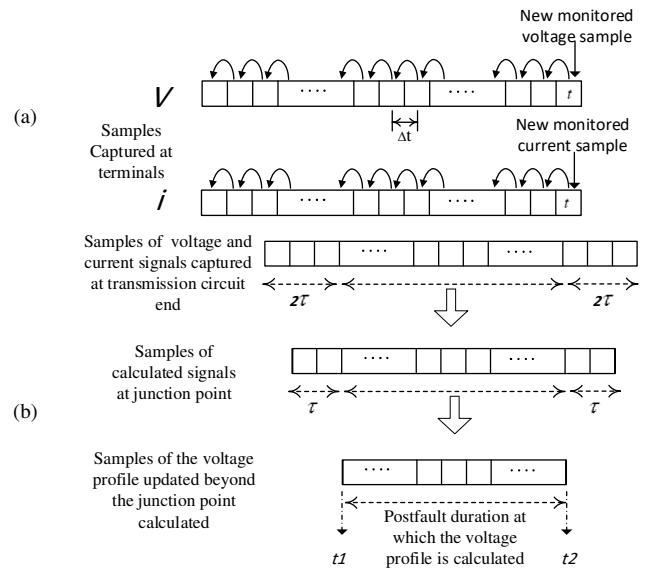 New monitored
voltage sample
V
....
....
t
(a)
Samples
Captured at
terminals
Δt
New monitored
current sample
i
....
....
t
Samples of voltage and
current signals captured
at transmission circuit
end
....
....
2τ
2τ
Samples of
calculated signals
at junction point
....
....
τ
τ
(b)
Samples of the voltage
profile updated beyond
the junction point
calculated
....
....
Postfault duration at
which the voltage
profile is calculated
t1
t2